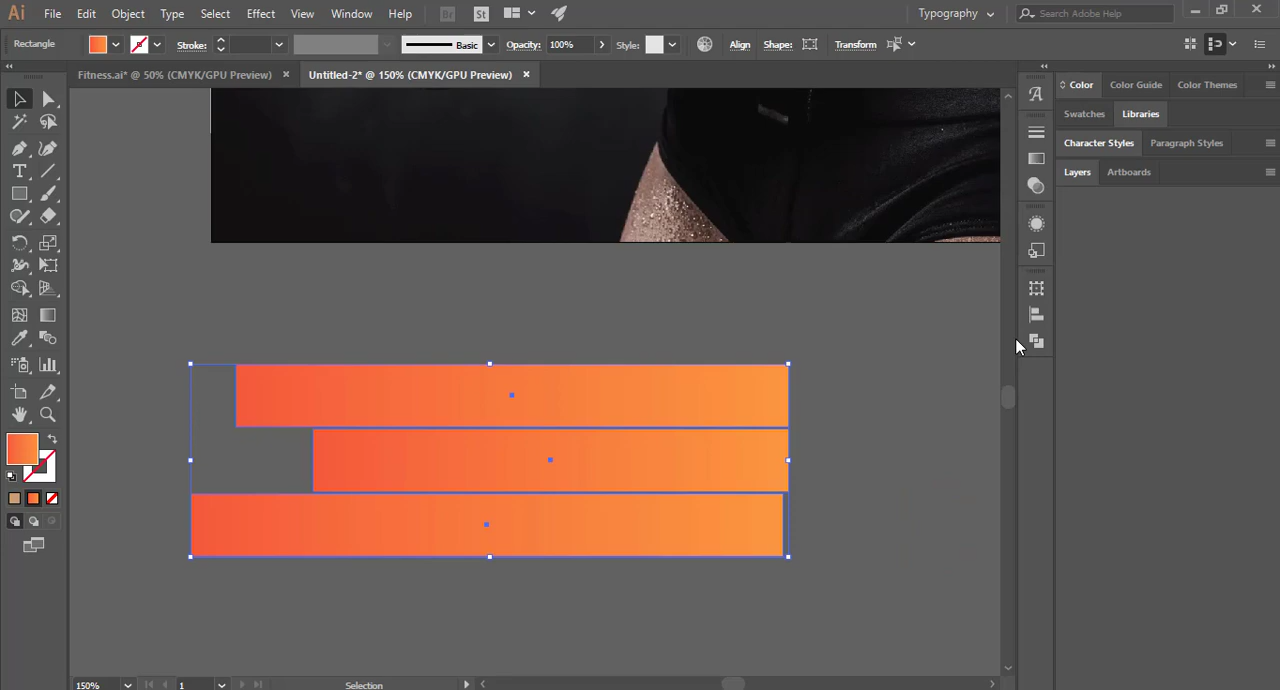 Ai File Edit Object Type Select Effect View Window Help Br St Typography Search Adobe Help
Rectangle Stroke: Basic Opacity: 100% Style: Align Shape: Transform
Fitness.ai* @ 50% (CMYK/GPU Preview) × Untitled-2* @ 150% (CMYK/GPU Preview) ×
Color Color Guide Color Themes
Swatches Libraries
Character Styles Paragraph Styles
Layers Artboards
150% 1 Selection